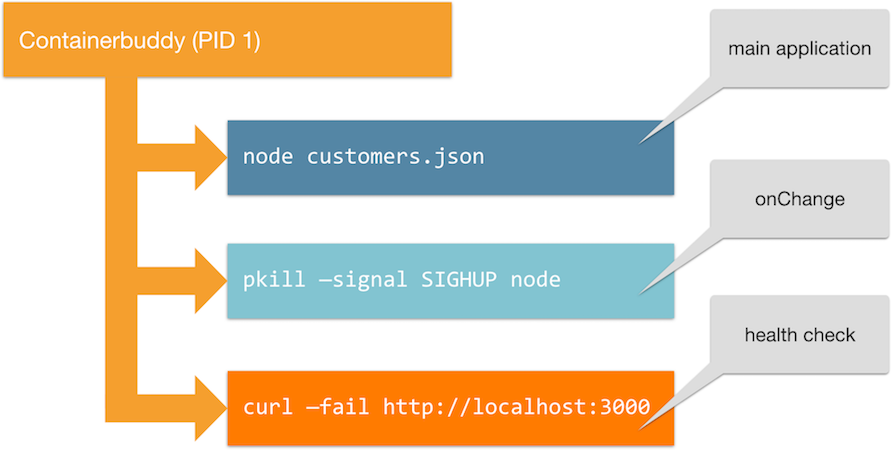 Containerbuddy (PID 1)
main application
node customers.json
onChange
pkill —signal SIGHUP node
health check
curl —fail http://localhost:3000